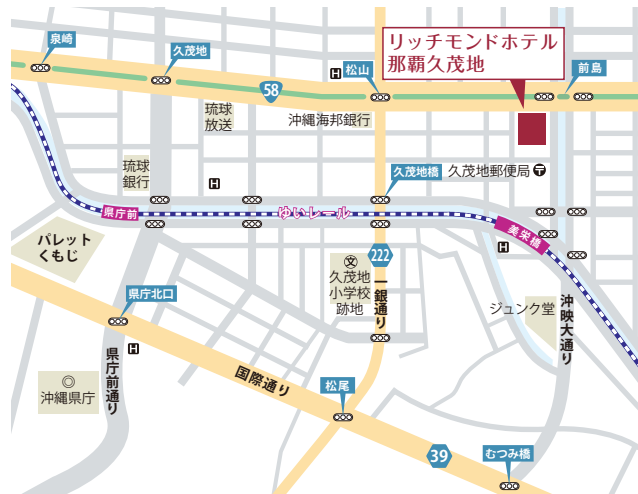 泉崎
久茂地
松山
リッチモンドホテル
那覇久茂地
前島
H
58
琉球
放送
沖縄海邦銀行
琉球
銀行
H
久茂地橋
久茂地郵便局
〒
県庁前
ゆいレール
美栄橋
H
パレット
くもじ
文
久茂地
小学校
跡地
222
一銀通り
ジュンク堂
沖映大通り
県庁北口
H
県庁前通り
◎
沖縄県庁
国際通り
松尾
39
むつみ橋